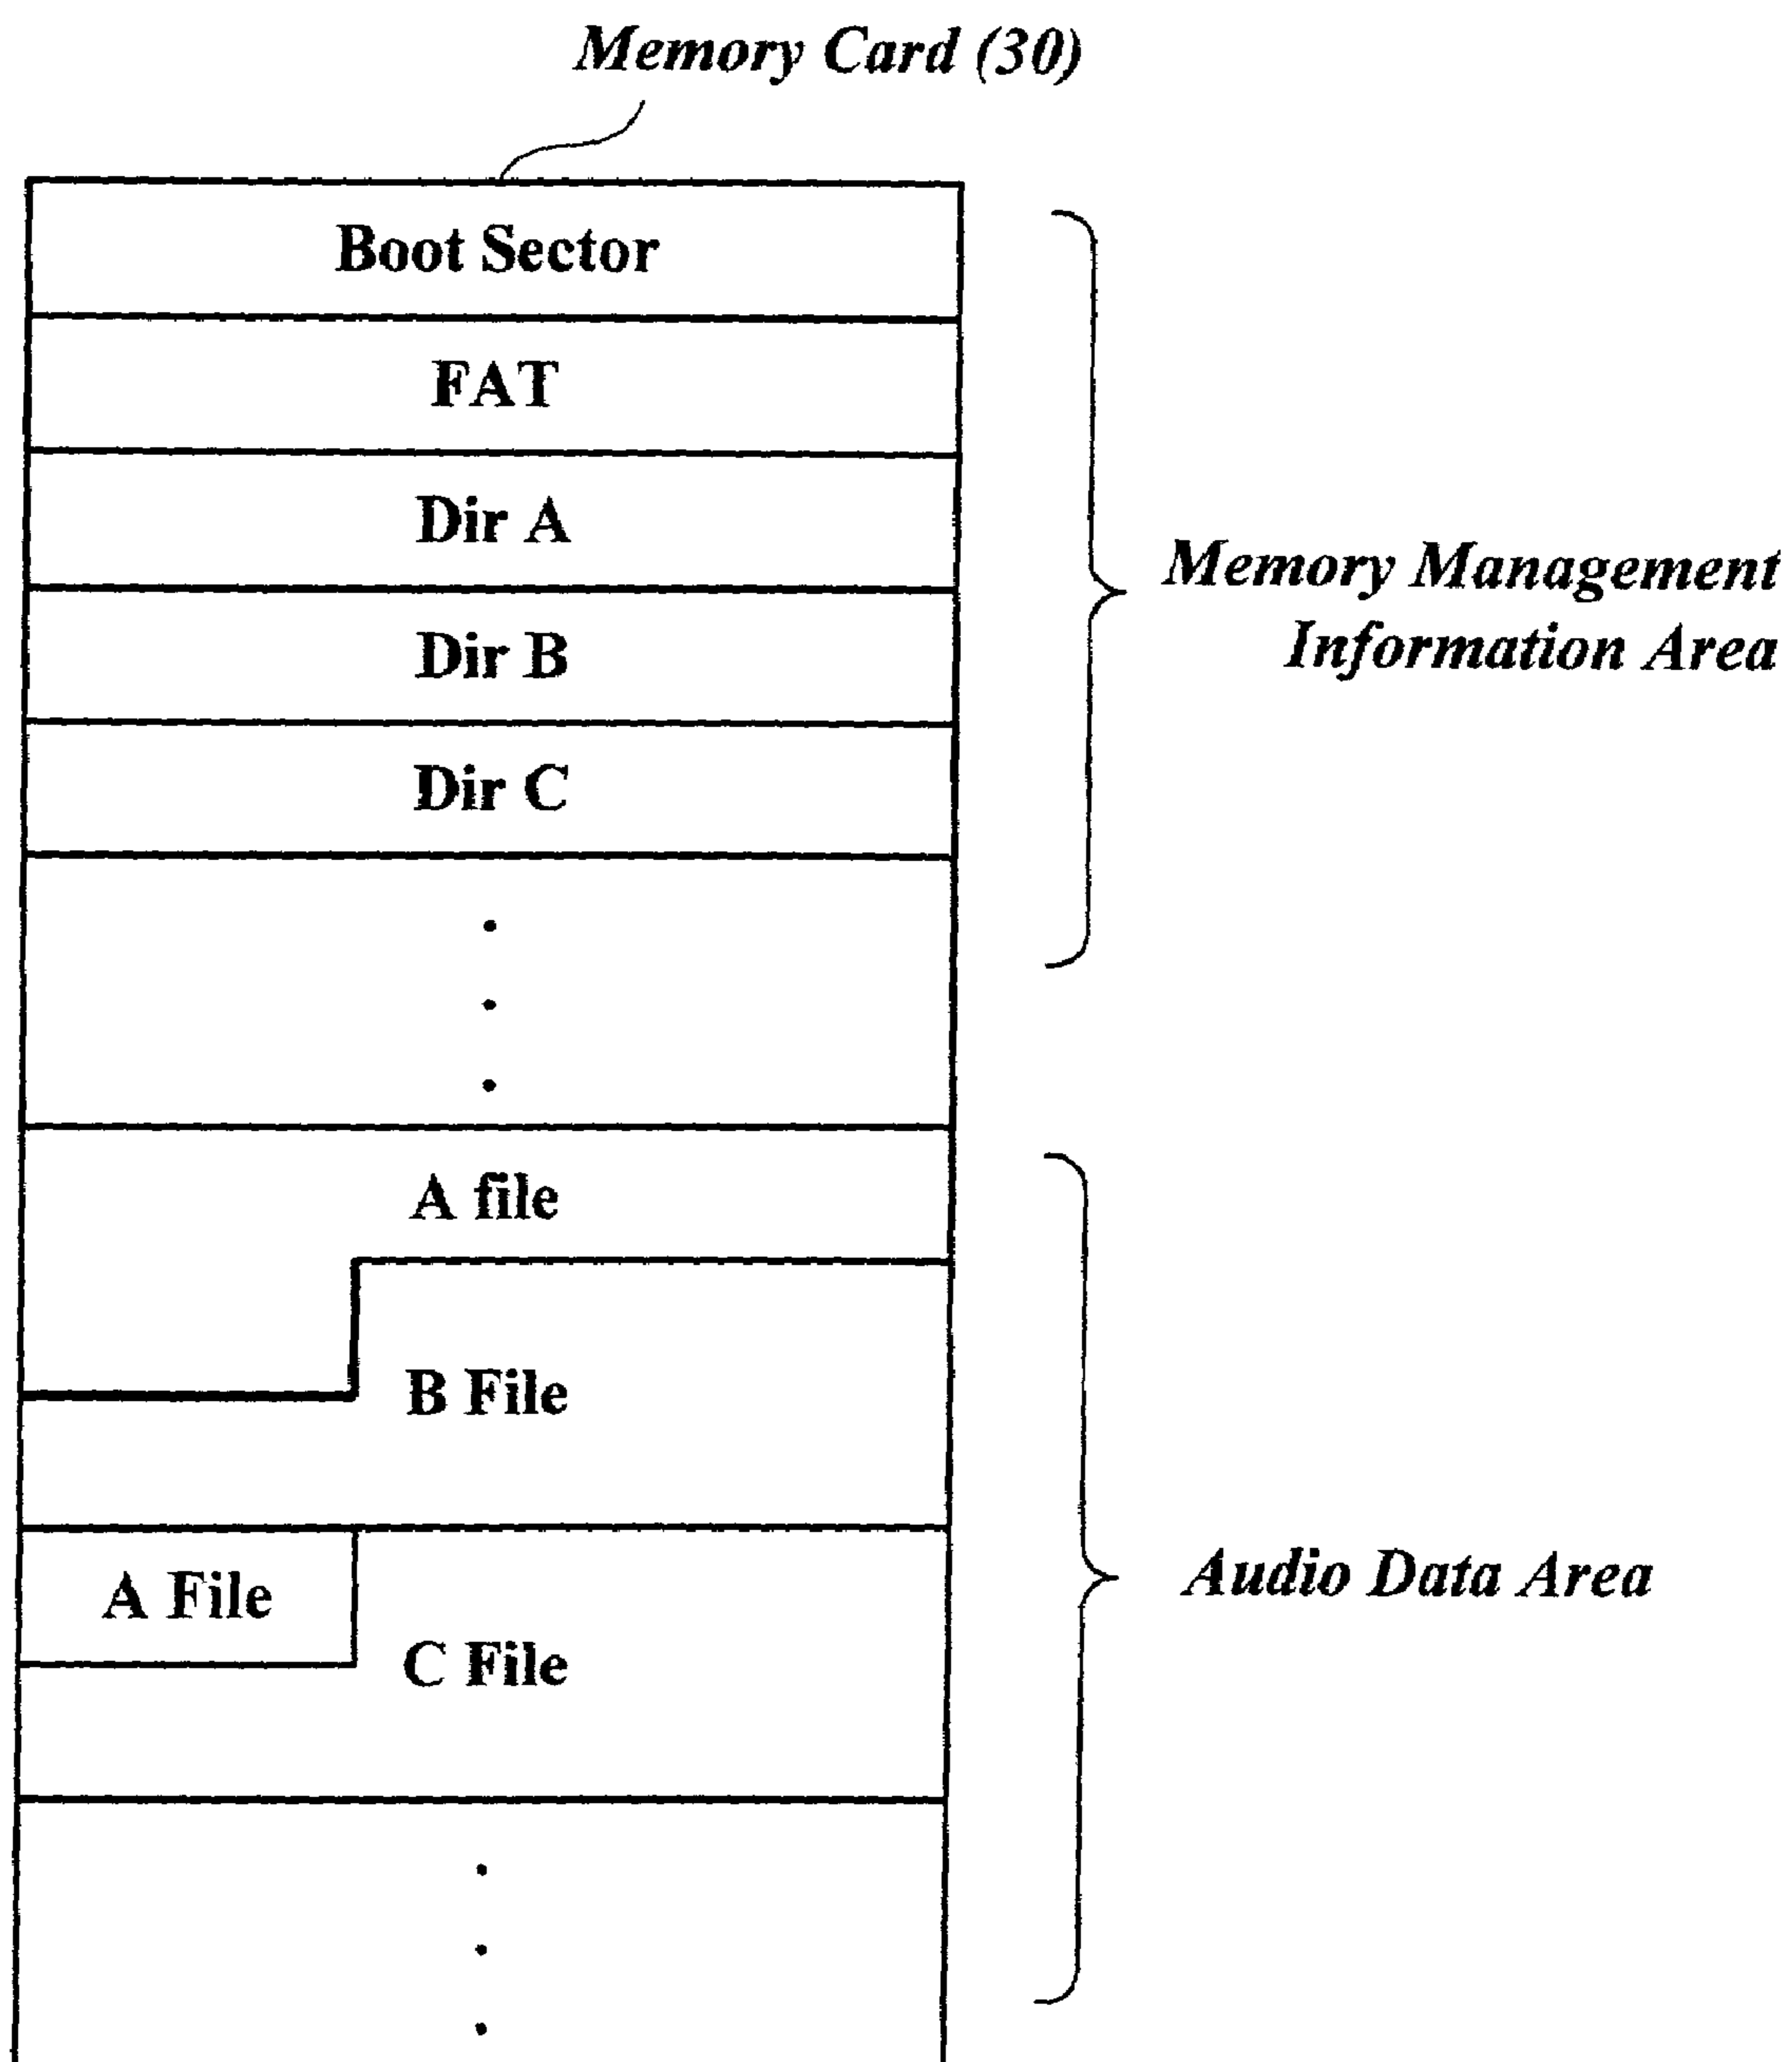 Memory Card (30)
Boot Sector
FAT
Dir A
Dir B
Dir C
Memory Management
Information Area
A file
B File
A File
C File
Audio Data Area